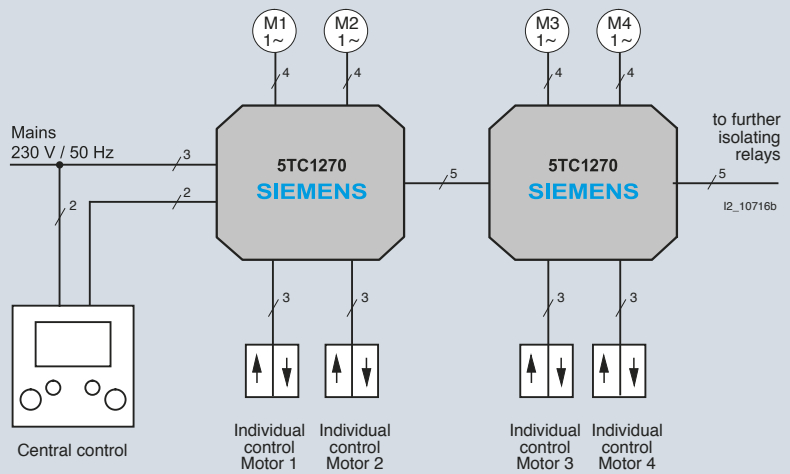 M1
1~
M2
1~
M3
1~
M4
1~
4
4
4
4
Mains
230 V / 50 Hz
3
2
2
5TC1270
SIEMENS
5
5TC1270
SIEMENS
to further
isolating
relays
5
I2_10716b
3
3
3
3
Central control
Individual
control
Motor 1
Individual
control
Motor 2
Individual
control
Motor 3
Individual
control
Motor 4